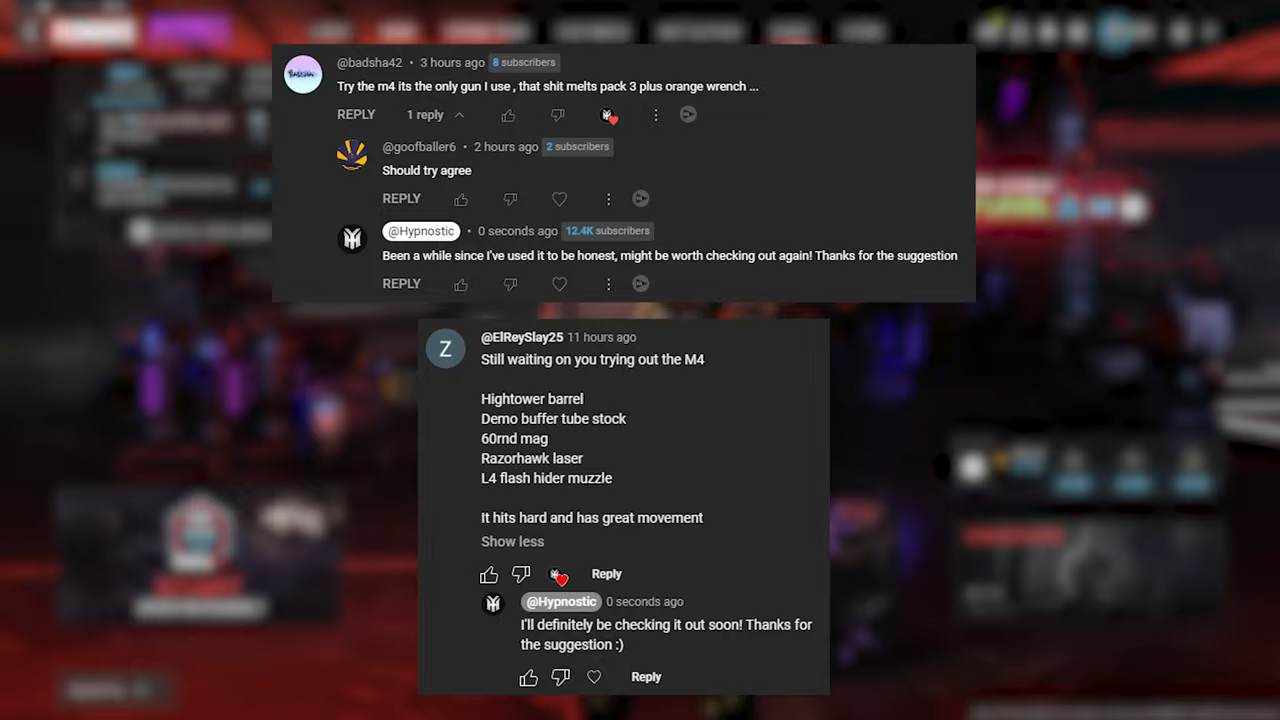 @badsha42 • 3 hours ago 8 subscribers
Try the m4 its the only gun I use , that shit melts pack 3 plus orange wrench ...
REPLY 1 reply
@goofballer6 • 2 hours ago 2 subscribers
Should try agree
REPLY
@Hypnostic • 0 seconds ago 12.4K subscribers
Been a while since I've used it to be honest, might be worth checking out again! Thanks for the suggestion
REPLY
Z
@ElReySlay25 11 hours ago
Still waiting on you trying out the M4
Hightower barrel
Demo buffer tube stock
60rnd mag
Razorhawk laser
L4 flash hider muzzle
It hits hard and has great movement
Show less
Reply
@Hypnostic 0 seconds ago
I'll definitely be checking it out soon! Thanks for
the suggestion :)
Reply